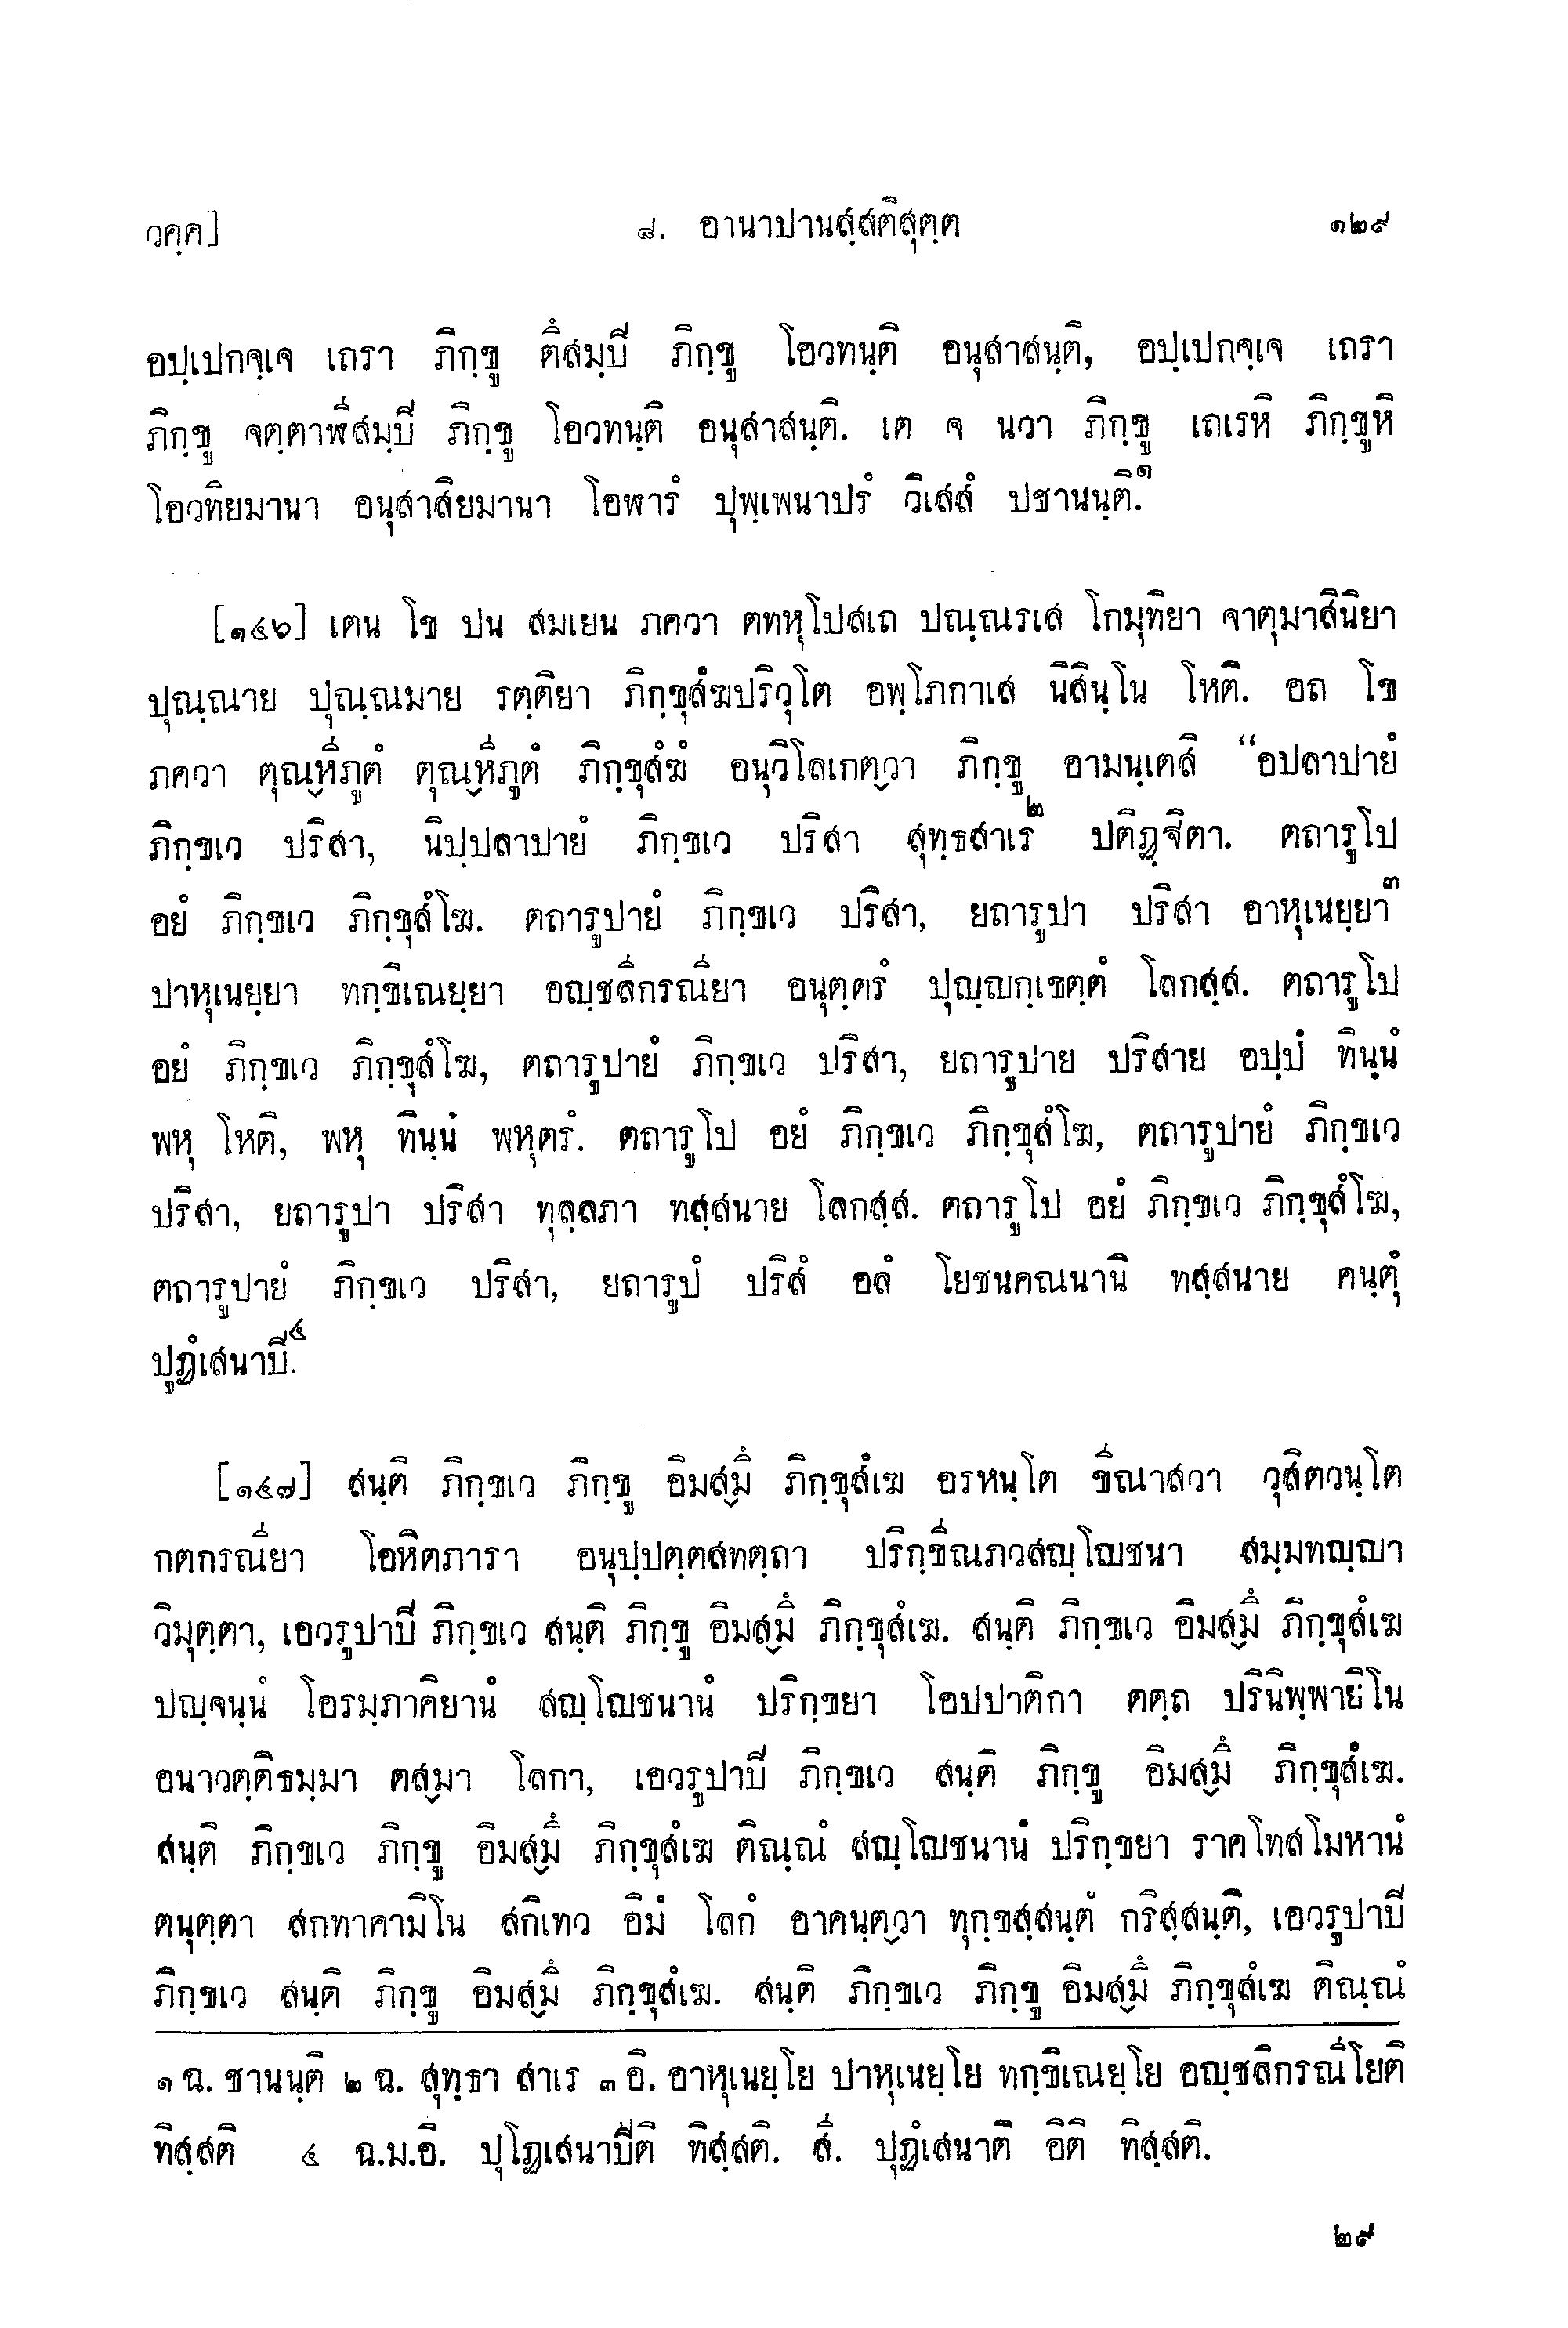 วคฺค]
๘. อานาปานสฺสติสุตฺต
๑๒๙
อปฺเปกจฺเจ เถรา ภิกฺขู ตึสมฺปี ภิกฺขู โอวทนฺติ อนุสาสนฺติ, อปฺเปกจฺเจ เถรา
ภิกฺขู จตฺตาฬีสมฺปี ภิกฺขู โอวทนฺติ อนุสาสนฺติ. เต จ นวา ภิกฺขู เถเรหิ ภิกฺขูหิ
โอวทิยมานา อนุสาสิยมานา โอฬารํ ปุพฺเพนาปรํ วิเสสํ ปชานนฺติ.๑
[๑๔๖] เตน โข ปน สมเยน ภควา ตทหุโปสเถ ปณฺณรเส โกมุทิยา จาตุมาสินิยา
ปุณฺณาย ปุณฺณมาย รตฺติยา ภิกฺขุสํฆปริวุโต อพฺโภกาเส นิสินฺโน โหติ. อถ โข
ภควา ตุณฺหีภูตํ ตุณฺหีภูตํ ภิกฺขุสํฆํ อนุวิโลเกตฺวา ภิกฺขู อามนฺเตสิ “อปลาปายํ
ภิกฺขเว ปริสา, นิปฺปลาปายํ ภิกฺขเว ปริสา สุทฺธสาเร๒ ปติฏฺฐิตา. ตถารูโป
อยํ ภิกฺขเว ภิกฺขุสํโฆ. ตถารูปายํ ภิกฺขเว ปริสา, ยถารูปา ปริสา อาหุเนยฺยา๓
ปาหุเนยฺยา ทกฺขิเณยฺยา อญฺชลีกรณียา อนุตฺตรํ ปุญฺญกฺเขตฺตํ โลกสฺส. ตถารูโป
อยํ ภิกฺขเว ภิกฺขุสํโฆ, ตถารูปายํ ภิกฺขเว ปริสา, ยถารูปาย ปริสาย อปฺปํ ทินฺนํ
พหุ โหติ, พหุ ทินฺนํ พหุตรํ. ตถารูโป อยํ ภิกฺขเว ภิกฺขุสํโฆ, ตถารูปายํ ภิกฺขเว
ปริสา, ยถารูปา ปริสา ทุลฺลภา ทสฺสนาย โลกสฺส. ตถารูโป อยํ ภิกฺขเว ภิกฺขุสํโฆ,
ตถารูปายํ ภิกฺขเว ปริสา, ยถารูปํ ปริสํ อลํ โยชนคณนานิ ทสฺสนาย คนฺตุํ
ปูฏํเสนาปิ.๔
[๑๔๗] สนฺติ ภิกฺขเว ภิกฺขู อิมสฺมึ ภิกฺขุสํเฆ อรหนฺโต ขีณาสวา วุสิตวนฺโต
กตกรณียา โอหิตภารา อนุปฺปตฺตสทตฺถา ปริกฺขีณภวสญฺโญชนา สมฺมทญฺญา
วิมุตฺตา, เอวรูปาปิ ภิกฺขเว สนฺติ ภิกฺขู อิมสฺมึ ภิกฺขุสํเฆ. สนฺติ ภิกฺขเว อิมสฺมึ ภิกฺขุสํเฆ
ปญฺจนฺนํ โอรมฺภาคิยานํ สญฺโญชนานํ ปริกฺขยา โอปปาติกา ตตฺถ ปรินิพฺพายิโน
อนาวตฺติธมฺมา ตสฺมา โลกา, เอวรูปาปิ ภิกฺขเว สนฺติ ภิกฺขู อิมสฺมึ ภิกฺขุสํเฆ.
สนฺติ ภิกฺขเว ภิกฺขู อิมสฺมึ ภิกฺขุสํเฆ ติณฺณํ สญฺโญชนานํ ปริกฺขยา ราคโทสโมหานํ
ตนุตฺตา สกทาคามิโน สกิเทว อิมํ โลกํ อาคนฺตฺวา ทุกฺขสฺสนฺตํ กริสฺสนฺติ, เอวรูปาปิ
ภิกฺขเว สนฺติ ภิกฺขู อิมสฺมึ ภิกฺขุสํเฆ. สนฺติ ภิกฺขเว ภิกฺขู อิมสฺมึ ภิกฺขุสํเฆ ติณฺณํ
๑ ฉ. ชานนฺติ ๒ ฉ. สุทฺธา สาเร ๓ อิ. อาหุเนยฺโย ปาหุเนยฺโย ทกฺขิเณยฺโย อญฺชลิกรณีโยติ
ทิสฺสติ ๔ ฉ.ม.อิ. ปุโฏเสนาปีติ ทิสฺสติ. สี. ปุฏํเสนาติ อิติ ทิสฺสติ.
๒๙